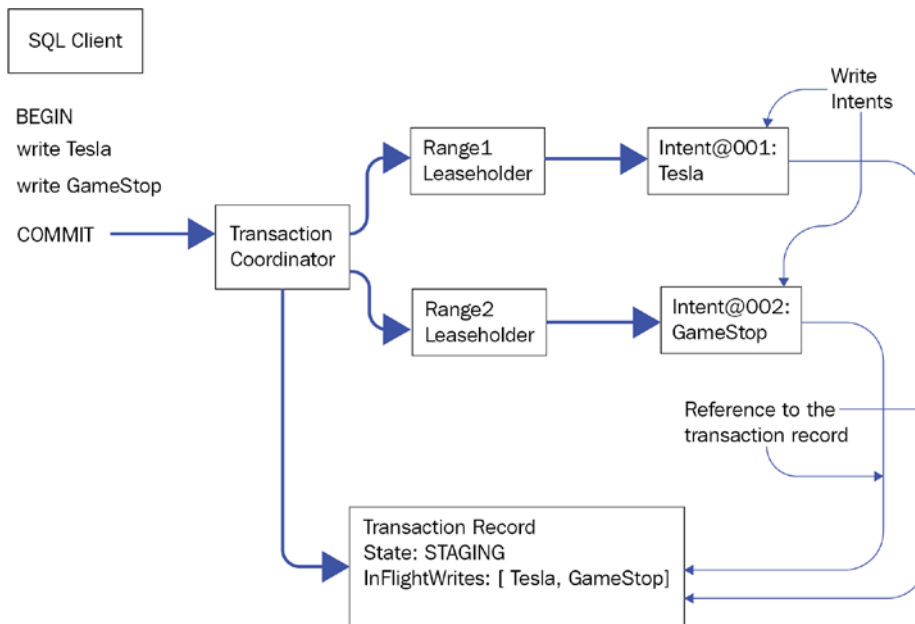 SQL Client
BEGIN
write Tesla
write GameStop
COMMIT
Transaction
Coordinator
Range1
Leaseholder
Range2
Leaseholder
Intent@001:
Tesla
Intent@002:
GameStop
Write
Intents
Reference to the
transaction record
Transaction Record
State: STAGING
InFlightWrites: [ Tesla, GameStop]